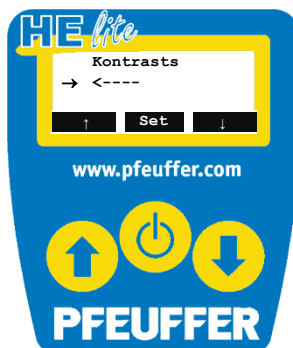 HE lite
Kontrasts
→ <----
↑ Set ↓
www.pfeuffer.com
PFEUFFER